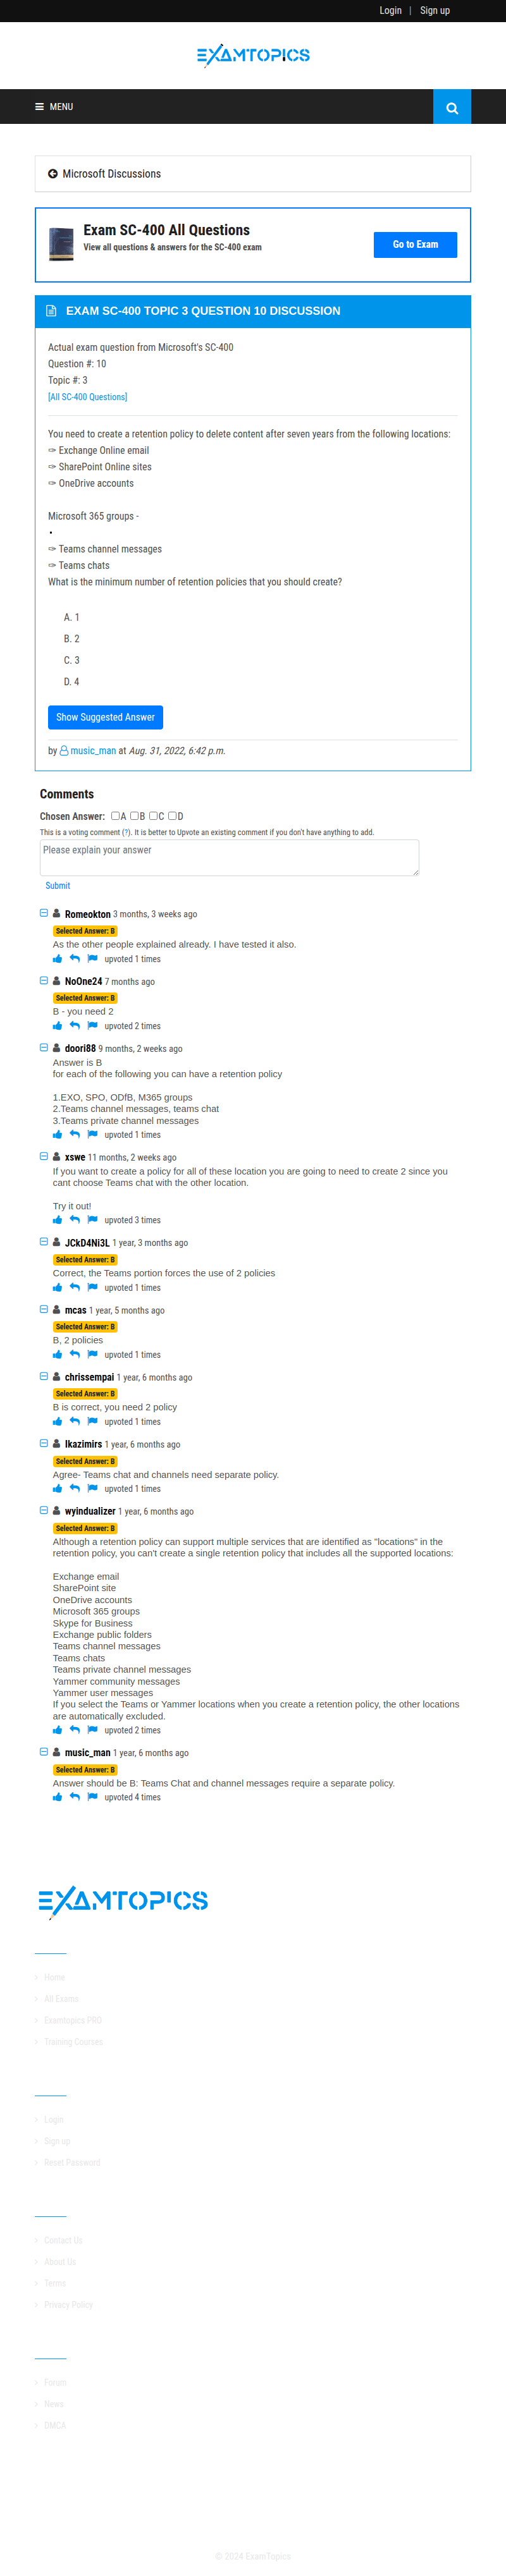 Login | Sign up
EXAMTOPICS
MENU
Microsoft Discussions
Exam SC-400 All Questions
View all questions & answers for the SC-400 exam
Go to Exam
EXAM SC-400 TOPIC 3 QUESTION 10 DISCUSSION
Actual exam question from Microsoft's SC-400
Question #: 10
Topic #: 3
[All SC-400 Questions]
You need to create a retention policy to delete content after seven years from the following locations:
✑ Exchange Online email
✑ SharePoint Online sites
✑ OneDrive accounts
Microsoft 365 groups -
•
✑ Teams channel messages
✑ Teams chats
What is the minimum number of retention policies that you should create?
A. 1
B. 2
C. 3
D. 4
Show Suggested Answer
by music_man at Aug. 31, 2022, 6:42 p.m.
Comments
Chosen Answer: A B C D
This is a voting comment (?). It is better to Upvote an existing comment if you don't have anything to add.
Please explain your answer
Submit
Romeokton 3 months, 3 weeks ago
Selected Answer: B
As the other people explained already. I have tested it also.
upvoted 1 times
NoOne24 7 months ago
Selected Answer: B
B - you need 2
upvoted 2 times
doori88 9 months, 2 weeks ago
Answer is B
for each of the following you can have a retention policy
1.EXO, SPO, ODfB, M365 groups
2.Teams channel messages, teams chat
3.Teams private channel messages
upvoted 1 times
xswe 11 months, 2 weeks ago
If you want to create a policy for all of these location you are going to need to create 2 since you
cant choose Teams chat with the other location.
Try it out!
upvoted 3 times
JCkD4Ni3L 1 year, 3 months ago
Selected Answer: B
Correct, the Teams portion forces the use of 2 policies
upvoted 1 times
mcas 1 year, 5 months ago
Selected Answer: B
B, 2 policies
upvoted 1 times
chrissempai 1 year, 6 months ago
Selected Answer: B
B is correct, you need 2 policy
upvoted 1 times
Ikazimirs 1 year, 6 months ago
Selected Answer: B
Agree- Teams chat and channels need separate policy.
upvoted 1 times
wyindualizer 1 year, 6 months ago
Selected Answer: B
Although a retention policy can support multiple services that are identified as "locations" in the
retention policy, you can't create a single retention policy that includes all the supported locations:
Exchange email
SharePoint site
OneDrive accounts
Microsoft 365 groups
Skype for Business
Exchange public folders
Teams channel messages
Teams chats
Teams private channel messages
Yammer community messages
Yammer user messages
If you select the Teams or Yammer locations when you create a retention policy, the other locations
are automatically excluded.
upvoted 2 times
music_man 1 year, 6 months ago
Selected Answer: B
Answer should be B: Teams Chat and channel messages require a separate policy.
upvoted 4 times
EXAMTOPICS
Home
All Exams
Examtopics PRO
Training Courses
Login
Sign up
Reset Password
Contact Us
About Us
Terms
Privacy Policy
Forum
News
DMCA
© 2024 ExamTopics